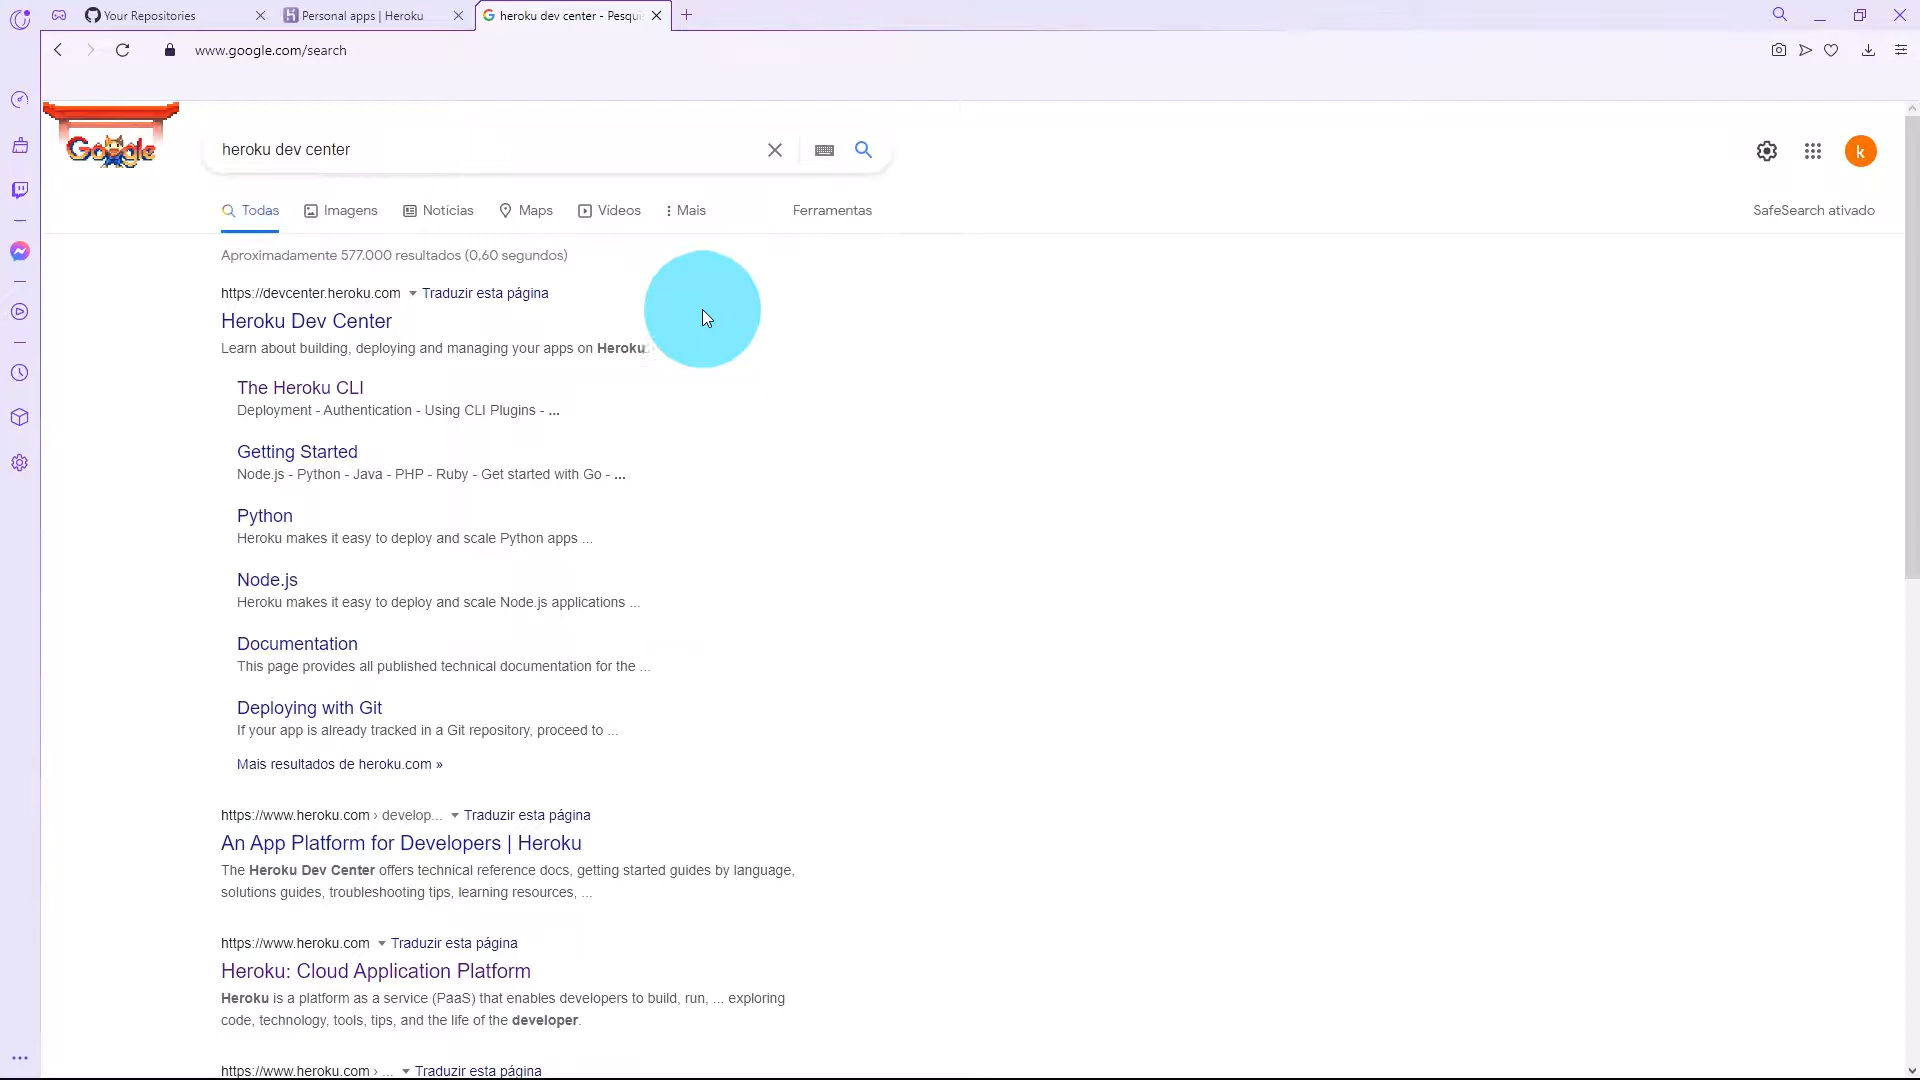 Your Repositories
Personal apps | Heroku
heroku dev center - Pesqu
www.google.com/search
Google
heroku dev center
k
Todas
Imagens
Notícias
Maps
Vídeos
Mais
Ferramentas
SafeSearch ativado
Aproximadamente 577.000 resultados (0,60 segundos)
https://devcenter.heroku.com Traduzir esta página
Heroku Dev Center
Learn about building, deploying and managing your apps on Heroku.
The Heroku CLI
Deployment - Authentication - Using CLI Plugins - ...
Getting Started
Node.js - Python - Java - PHP - Ruby - Get started with Go - ...
Python
Heroku makes it easy to deploy and scale Python apps ...
Node.js
Heroku makes it easy to deploy and scale Node.js applications ...
Documentation
This page provides all published technical documentation for the ...
Deploying with Git
If your app is already tracked in a Git repository, proceed to ...
Mais resultados de heroku.com »
https://www.heroku.com › develop... Traduzir esta página
An App Platform for Developers | Heroku
The Heroku Dev Center offers technical reference docs, getting started guides by language,
solutions guides, troubleshooting tips, learning resources, ...
https://www.heroku.com Traduzir esta página
Heroku: Cloud Application Platform
Heroku is a platform as a service (PaaS) that enables developers to build, run, ... exploring
code, technology, tools, tips, and the life of the developer.
https://www.heroku.com › ... Traduzir esta página